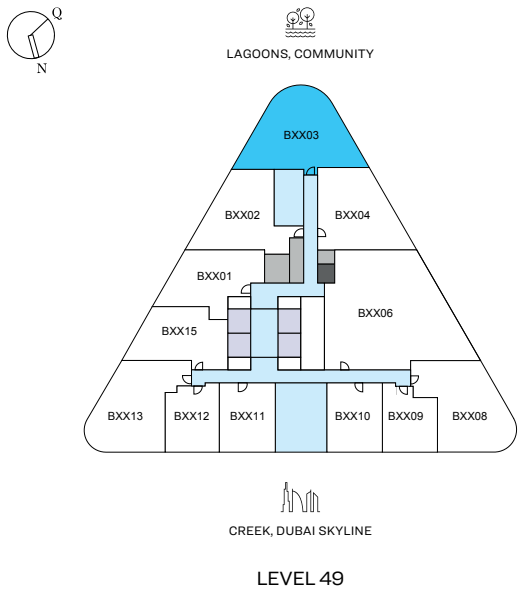 Q
N
LAGOONS, COMMUNITY
BXX03
BXX02
BXX04
BXX01
BXX06
BXX15
BXX13
BXX12
BXX11
BXX10
BXX09
BXX08
CREEK, DUBAI SKYLINE
LEVEL 49